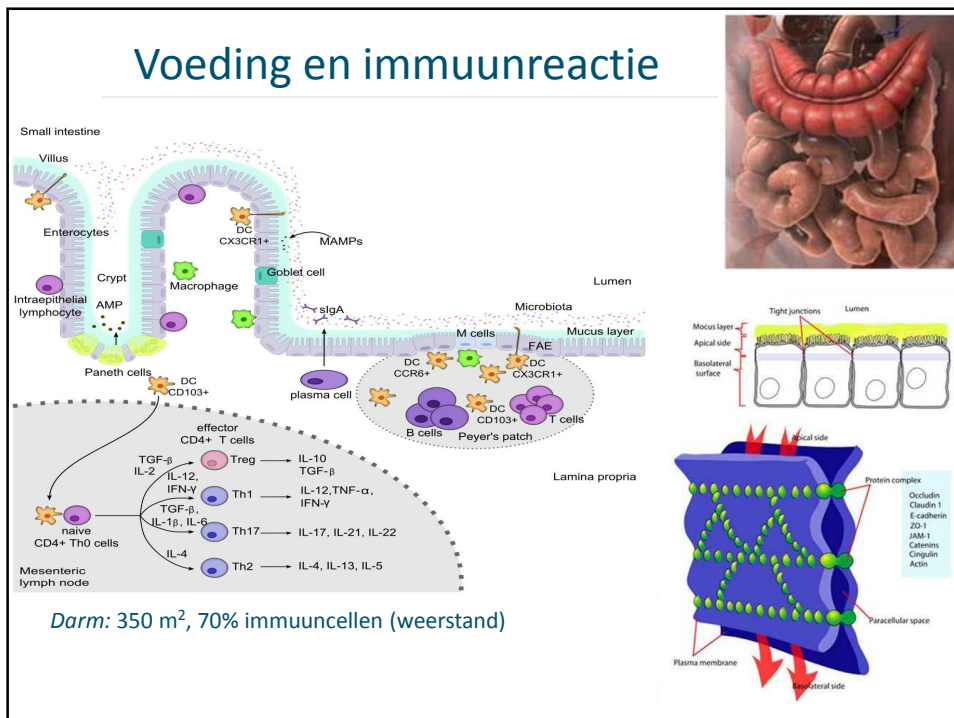 Voeding en immuunreactie
Small intestine
Villus
Enterocytes
DC
CX3CR1+
MAMPs
Goblet cell
Crypt
Macrophage
Intraepithelial
lymphocyte
AMP
Paneth cells
DC
CD103+
Lumen
sIgA
Microbiota
Mucus layer
M cells
FAE
DC
CCR6+
DC
CX3CR1+
plasma cell
DC
CD103+
B cells
T cells
Peyer's patch
Lamina propria
effector
CD4+ T cells
TGF-β
IL-2
Treg
IL-10
TGF-β
IL-12,
IFN-γ
Th1
IL-12,TNF-α,
IFN-γ
TGF-β,
IL-1β, IL-6
Th17
IL-17, IL-21, IL-22
IL-4
Th2
IL-4, IL-13, IL-5
naive
CD4+ Th0 cells
Mesenteric
lymph node
Darm: 350 m², 70% immuuncellen (weerstand)
Tight junctions
Lumen
Mocus layer
Apical side
Basolateral
surface
Apical side
Protein complex
Occludin
Claudin 1
E-cadherin
ZO-1
JAM-1
Catenins
Cingulin
Actin
Paracellular space
Plasma membrane
Basolateral side